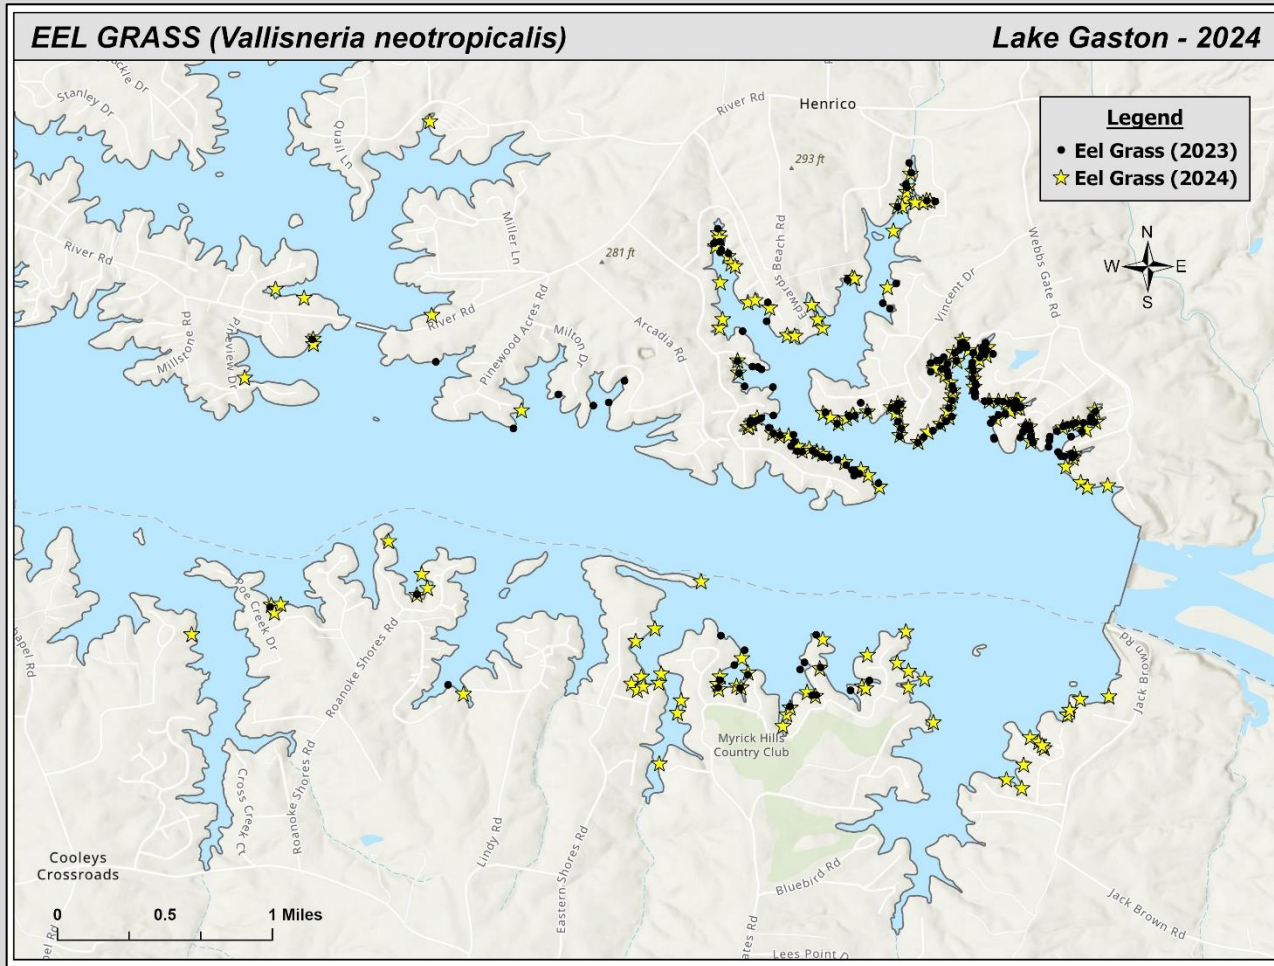 EEL GRASS (Vallisneria neotropicalis)
Lake Gaston - 2024
Stanley Dr
Quail Ln
River Rd
Henrico
293 ft
Legend
Eel Grass (2023)
Eel Grass (2024)
N
W
E
S
River Rd
Miller Ln
281 ft
Edwards Beach Rd
Webbs Gate Rd
Vincent Dr
Millstone Rd
River Rd
Pinewood Acres Rd
Milton Dr
Arcadia Rd
Poe Creek Dr
Roanoke Shores Rd
Jack Brown Rd
Jack Brown Rd
Myrick Hills
Country Club
Cross Creek Ct
Roanoke Shores Rd
Lindy Rd
Eastern Shores Rd
Cooleys
Crossroads
Bluebird Rd
Jack Brown Rd
0
0.5
1 Miles
Lees Point D